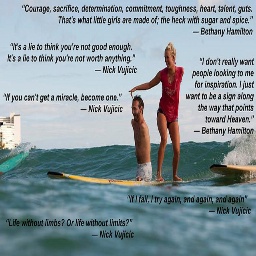 "Courage, sacrifice, determination, commitment, toughness, heart, talent, guts.
That's what little girls are made of; the heck with sugar and spice."
— Bethany Hamilton
"It's a lie to think you're not good enough.
It's a lie to think you're not worth anything."
— Nick Vujicic
"I don't really want
people looking to me
for inspiration. I just
want to be a sign along
the way that points
toward Heaven."
— Bethany Hamilton
"If you can't get a miracle, become one."
— Nick Vujicic
"If I fail, I try again, and again, and again"
— Nick Vujicic
"Life without limbs? Or life without limits?"
— Nick Vujicic